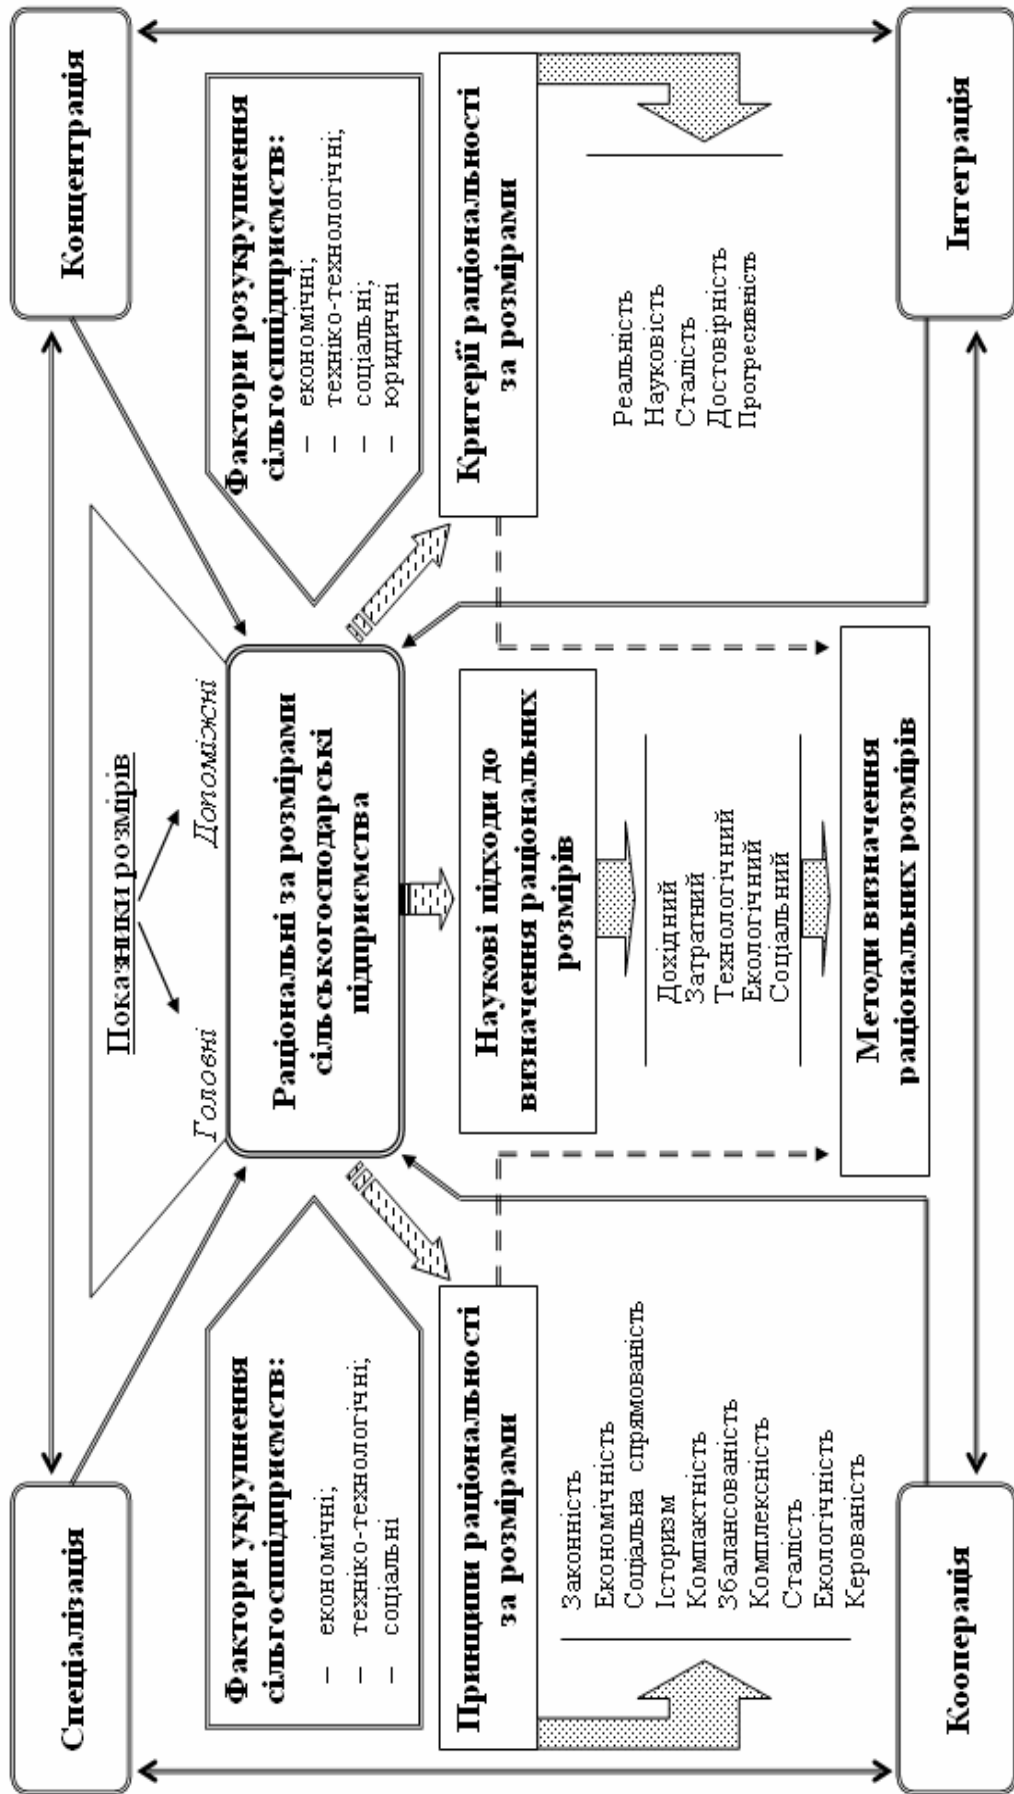 Спеціалізація
Концентрація
Показники розмірів
Головні
Допоміжні
Фактори укрупнення
сільгосппідприємств:
– економічні;
– техніко-технологічні;
– соціальні
Раціональні за розмірами
сільськогосподарські
підприємства
Фактори розукрупнення
сільгосппідприємств:
– економічні;
– техніко-технологічні;
– соціальні;
– юридичні
Принципи раціональності
за розмірами
Законність
Економічність
Соціальна спрямованість
Історизм
Компактність
Збалансованість
Комплексність
Сталість
Екологічність
Керованість
Наукові підходи до
визначення раціональних
розмірів
Дохідний
Затратний
Технологічний
Екологічний
Соціальний
Методи визначення
раціональних розмірів
Критерії раціональності
за розмірами
Реальність
Науковість
Сталість
Достовірність
Прогресивність
Кооперація
Інтеграція